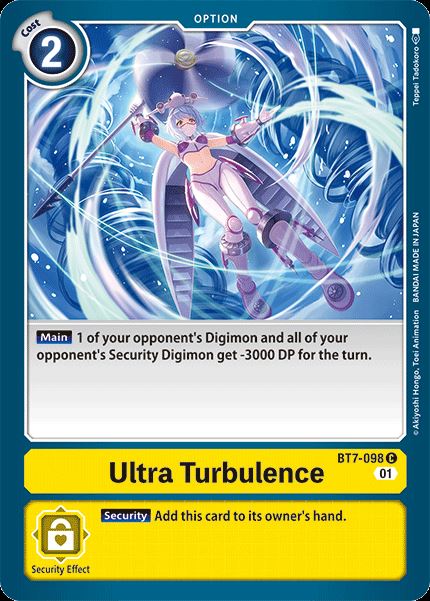 OPTION
Cost
2
Teppei Tadokoro
© Akiyoshi Hongo, Toei Animation BANDAI MADE IN JAPAN
Main 1 of your opponent's Digimon and all of your
opponent's Security Digimon get -3000 DP for the turn.
BT7-098 C
Ultra Turbulence
01
Security Add this card to its owner's hand.
Security Effect